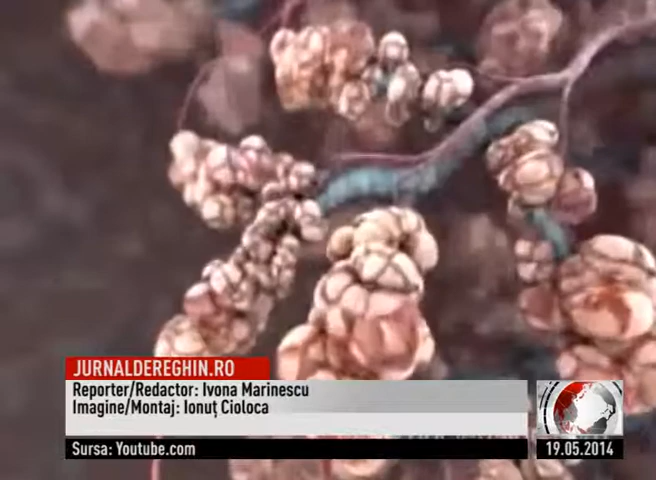 JURNALDEREGHIN.RO
Reporter/Redactor: Ivona Marinescu
Imagine/Montaj: Ionuț Cioloca
Sursa: Youtube.com
19.05.2014